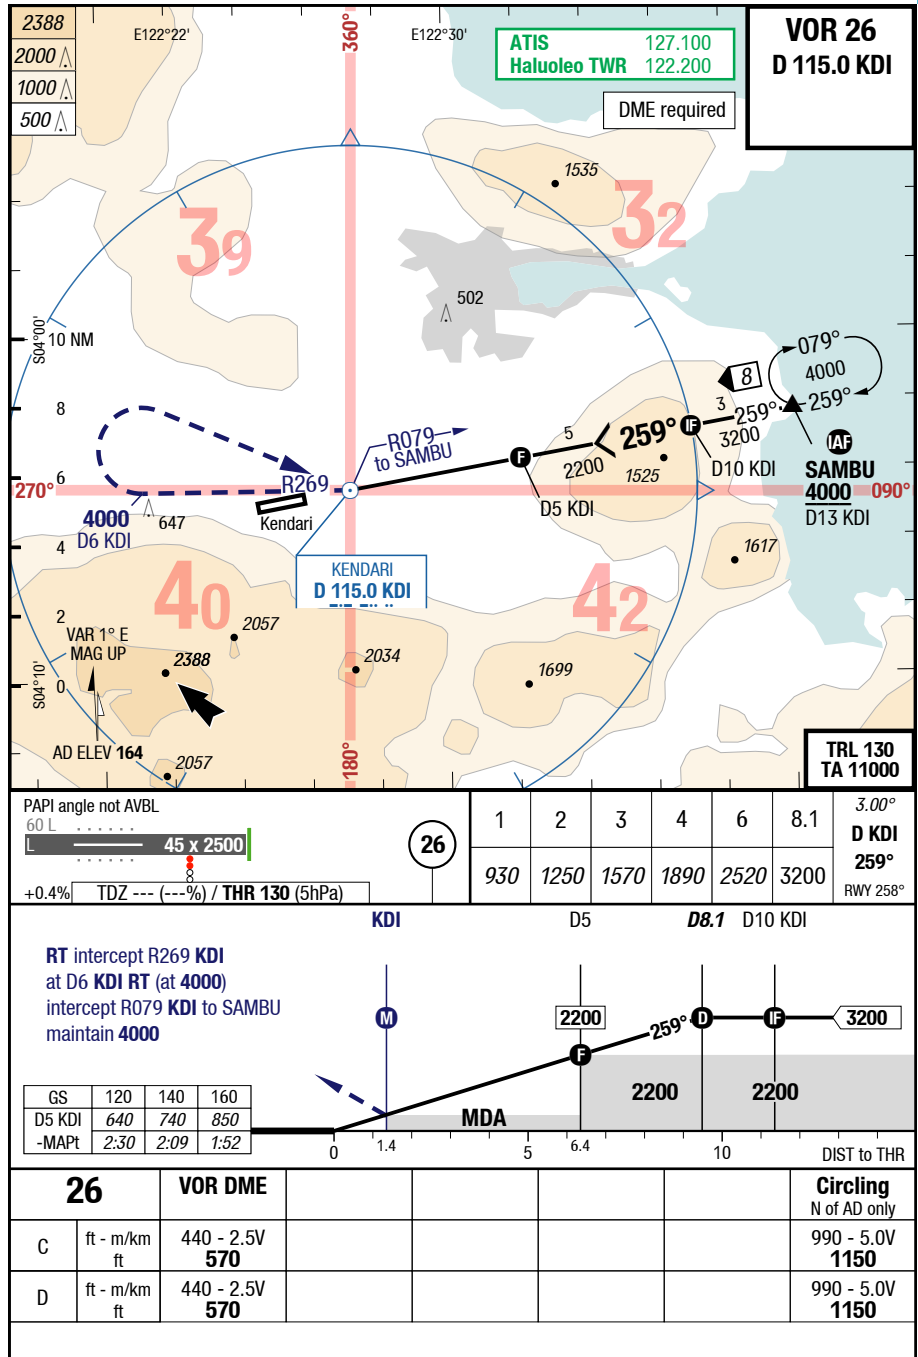 2388
2000
1000
500
E122°22'
360°
E122°30'
ATIS 127.100
Haluoleo TWR 122.200
VOR 26
D 115.0 KDI
DME required
1535
39
32
502
S04°00'
10 NM
8
6
4
2
0
079°
4000
259°
8
3
259°
3200
IAF
SAMBU
4000
D13 KDI
IF
D10 KDI
259°
5
2200
1525
F
D5 KDI
R079
to SAMBU
R269
270°
090°
4000
D6 KDI
647
Kendari
KENDARI
D 115.0 KDI
1617
40
42
2057
2034
1699
VAR 1° E
MAG UP
2388
S04°10'
AD ELEV 164
2057
180°
TRL 130
TA 11000
PAPI angle not AVBL
60 L
L 45 x 2500
+0.4% TDZ --- (---%) / THR 130 (5hPa)
26
1 2 3 4 6 8.1
930 1250 1570 1890 2520 3200
3.00°
D KDI
259°
RWY 258°
KDI D5 D8.1 D10 KDI
RT intercept R269 KDI
at D6 KDI RT (at 4000)
intercept R079 KDI to SAMBU
maintain 4000
M
2200
259°
D
IF
3200
F
2200
2200
MDA
GS 120 140 160
D5 KDI 640 740 850
-MAPt 2:30 2:09 1:52
0 1.4 5 6.4 10 DIST to THR
26 VOR DME Circling
N of AD only
C ft - m/km 440 - 2.5V 990 - 5.0V
ft 570 1150
D ft - m/km 440 - 2.5V 990 - 5.0V
ft 570 1150